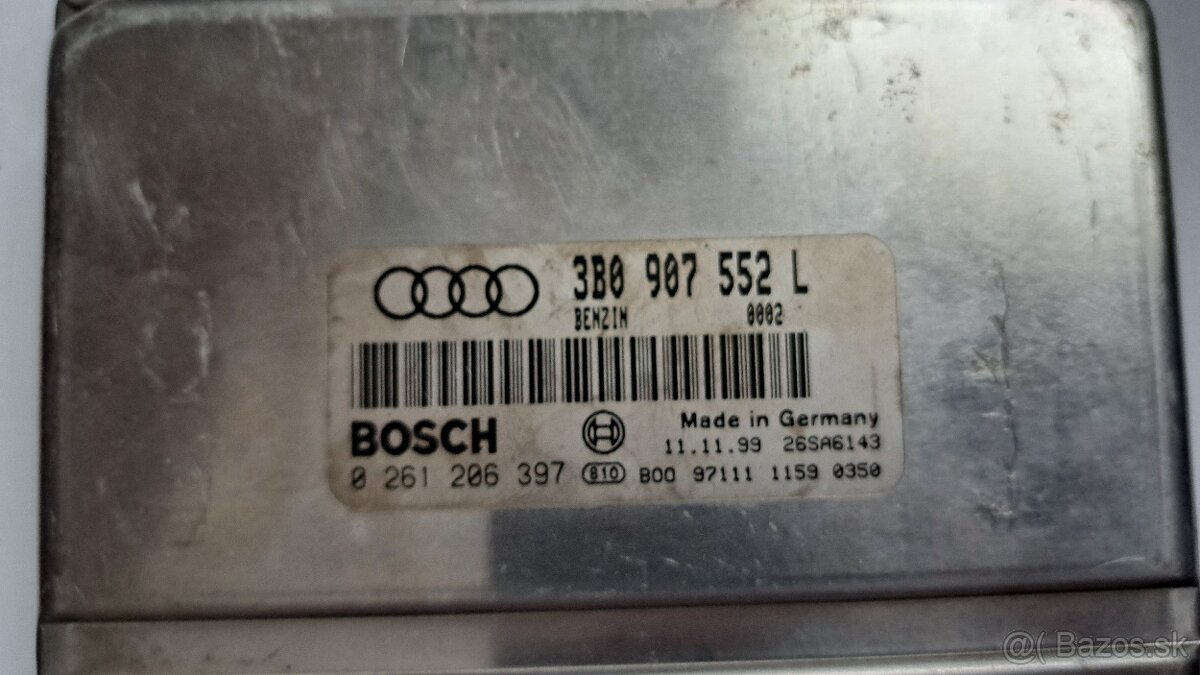 3B0 907 552 L
BENZIN 0002
BOSCH
Made in Germany
11.11.99 26SA6143
0 261 206 397 810 B00 97111 1159 0350
@( Bazos.sk